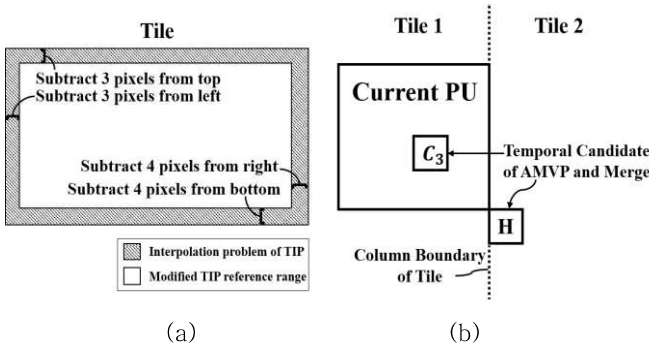 Tile
Subtract 3 pixels from top
Subtract 3 pixels from left
Subtract 4 pixels from right
Subtract 4 pixels from bottom
Interpolation problem of TIP
Modified TIP reference range
(a)
Tile 1
Tile 2
Current PU
C3
Temporal Candidate
of AMVP and Merge
H
Column Boundary
of Tile
(b)